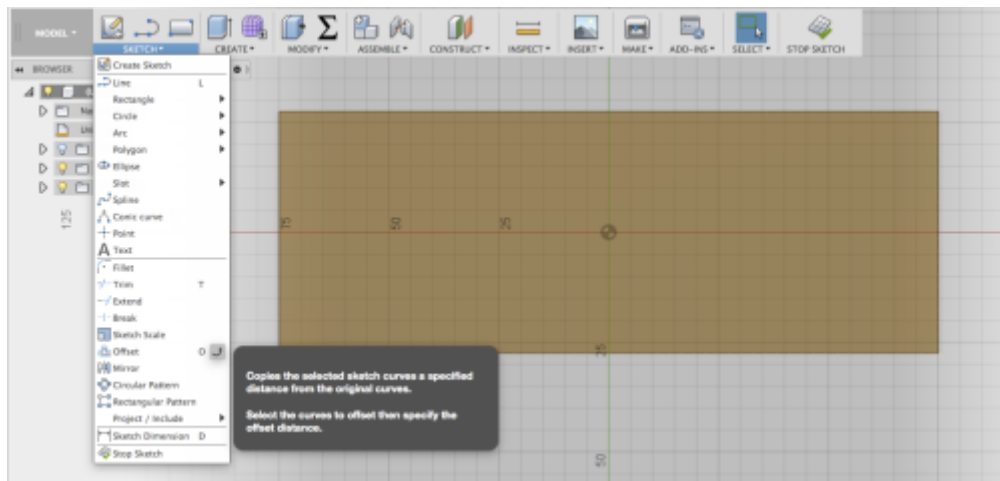 MODEL
SKETCH CREATE MODIFY ASSEMBLE CONSTRUCT INSPECT INSERT MAKE ADD-INS SELECT STOP SKETCH
BROWSER
Create Sketch
Line L
Rectangle
Circle
Arc
Polygon
Ellipse
Slot
Spline
Conic curve
Point
Text
Fillet
Trim T
Extend
Break
Sketch Scale
Offset O
Mirror
Circular Pattern
Rectangular Pattern
Project / Include
Sketch Dimension D
Stop Sketch
Copies the selected sketch curves a specified
distance from the original curves.
Select the curves to offset then specify the
offset distance.
125
75
50
25
25
50